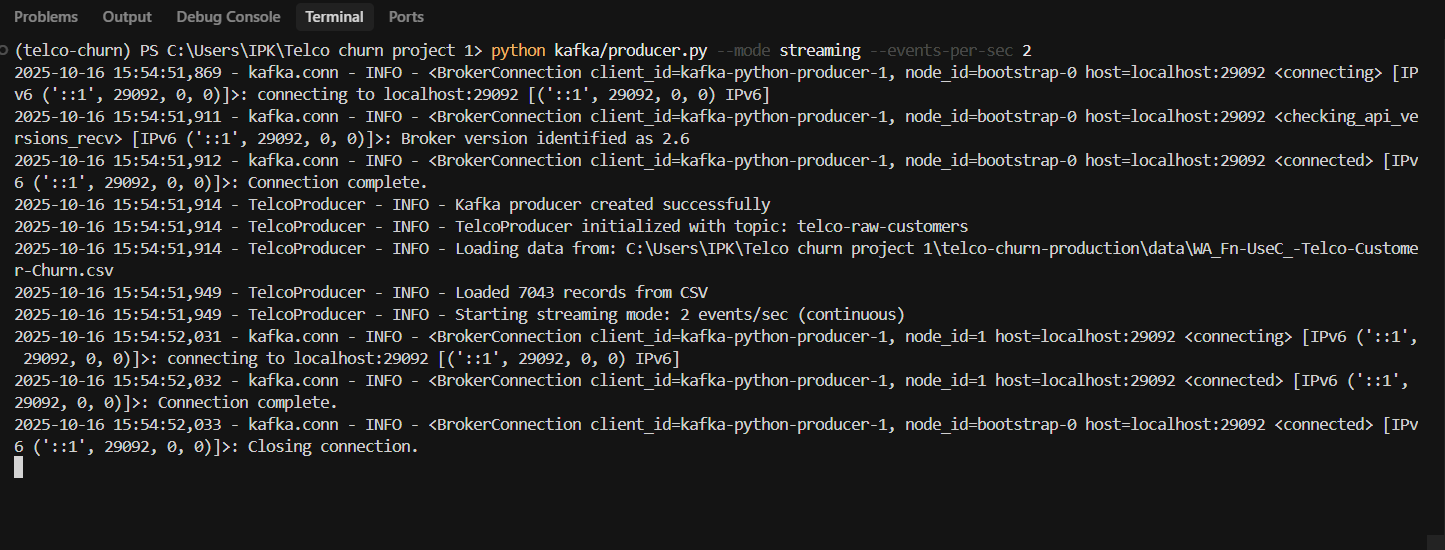 Problems Output Debug Console Terminal Ports
(telco-churn) PS C:\Users\IPK\Telco churn project 1> python kafka/producer.py --mode streaming --events-per-sec 2
2025-10-16 15:54:51,869 - kafka.conn - INFO - <BrokerConnection client_id=kafka-python-producer-1, node_id=bootstrap-0 host=localhost:29092 <connecting> [IP
v6 ('::1', 29092, 0, 0)]>: connecting to localhost:29092 [('::1', 29092, 0, 0) IPv6]
2025-10-16 15:54:51,911 - kafka.conn - INFO - <BrokerConnection client_id=kafka-python-producer-1, node_id=bootstrap-0 host=localhost:29092 <checking_api_ve
rsions_recv> [IPv6 ('::1', 29092, 0, 0)]>: Broker version identified as 2.6
2025-10-16 15:54:51,912 - kafka.conn - INFO - <BrokerConnection client_id=kafka-python-producer-1, node_id=bootstrap-0 host=localhost:29092 <connected> [IPv
6 ('::1', 29092, 0, 0)]>: Connection complete.
2025-10-16 15:54:51,914 - TelcoProducer - INFO - Kafka producer created successfully
2025-10-16 15:54:51,914 - TelcoProducer - INFO - TelcoProducer initialized with topic: telco-raw-customers
2025-10-16 15:54:51,914 - TelcoProducer - INFO - Loading data from: C:\Users\IPK\Telco churn project 1\telco-churn-production\data\WA_Fn-UseC_-Telco-Custome
r-Churn.csv
2025-10-16 15:54:51,949 - TelcoProducer - INFO - Loaded 7043 records from CSV
2025-10-16 15:54:51,949 - TelcoProducer - INFO - Starting streaming mode: 2 events/sec (continuous)
2025-10-16 15:54:52,031 - kafka.conn - INFO - <BrokerConnection client_id=kafka-python-producer-1, node_id=1 host=localhost:29092 <connecting> [IPv6 ('::1',
 29092, 0, 0)]>: connecting to localhost:29092 [('::1', 29092, 0, 0) IPv6]
2025-10-16 15:54:52,032 - kafka.conn - INFO - <BrokerConnection client_id=kafka-python-producer-1, node_id=1 host=localhost:29092 <connected> [IPv6 ('::1',
29092, 0, 0)]>: Connection complete.
2025-10-16 15:54:52,033 - kafka.conn - INFO - <BrokerConnection client_id=kafka-python-producer-1, node_id=bootstrap-0 host=localhost:29092 <connected> [IPv
6 ('::1', 29092, 0, 0)]>: Closing connection.